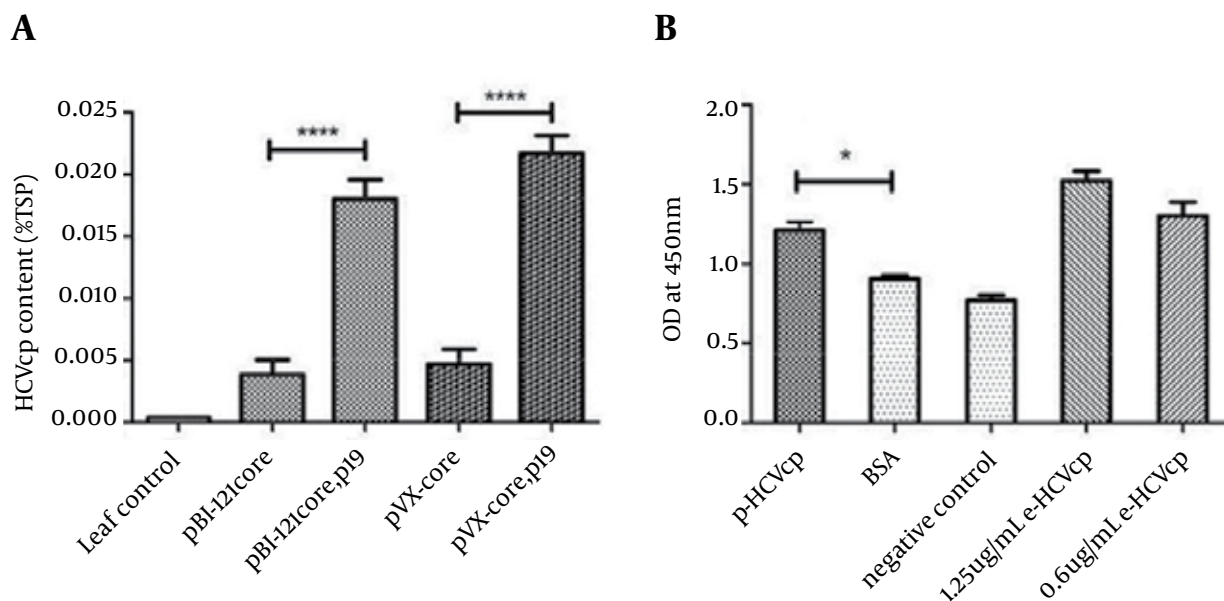 A
HCVcp content (%TSP)
0.025
0.020
0.015
0.010
0.005
0.000
****
****
Leaf control
pBI-121core
pBI-121core,p19
pVX-core
pVX-core,p19
B
OD at 450nm
2.0
1.5
1.0
0.5
0.0
*
p-HCVcp
BSA
negative control
1.25ug/mL e-HCVcp
0.6ug/mL e-HCVcp